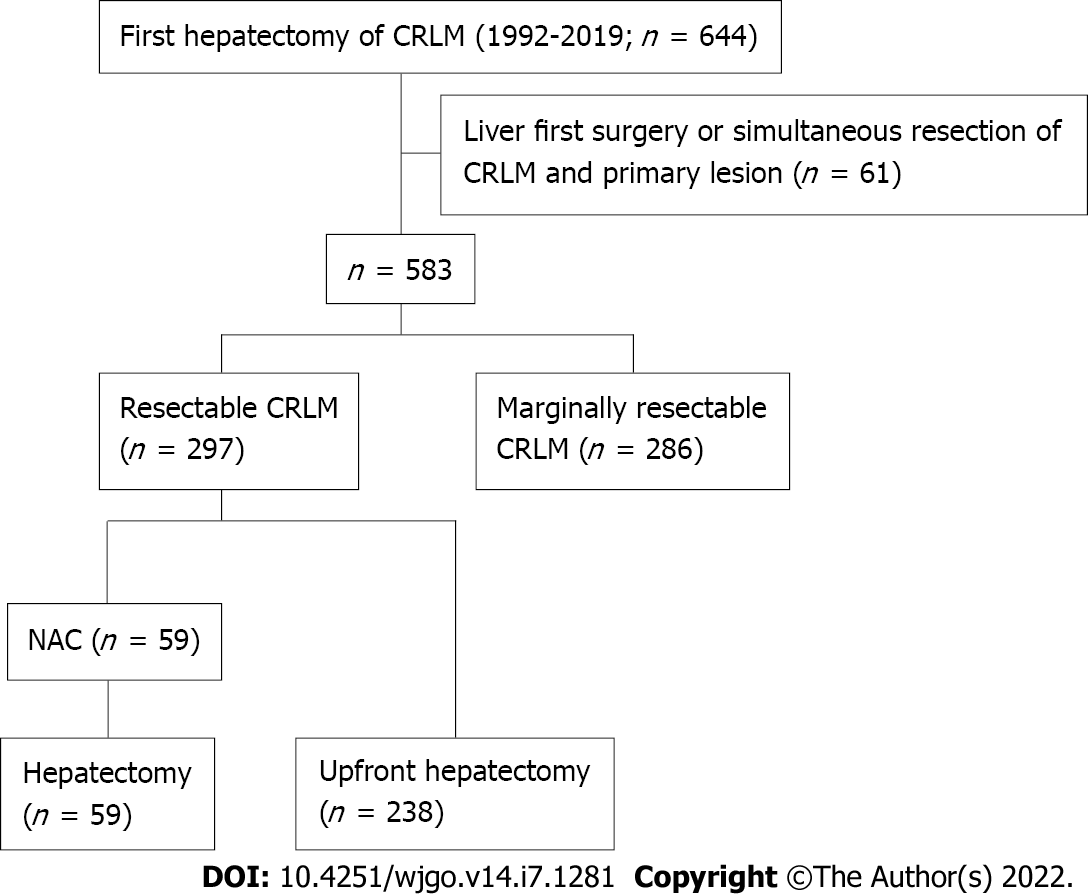 First hepatectomy of CRLM (1992-2019; n = 644)
Liver first surgery or simultaneous resection of
CRLM and primary lesion (n = 61)
n = 583
Resectable CRLM
(n = 297)
Marginally resectable
CRLM (n = 286)
NAC (n = 59)
Hepatectomy
(n = 59)
Upfront hepatectomy
(n = 238)
DOI: 10.4251/wjgo.v14.i7.1281 Copyright ©The Author(s) 2022.